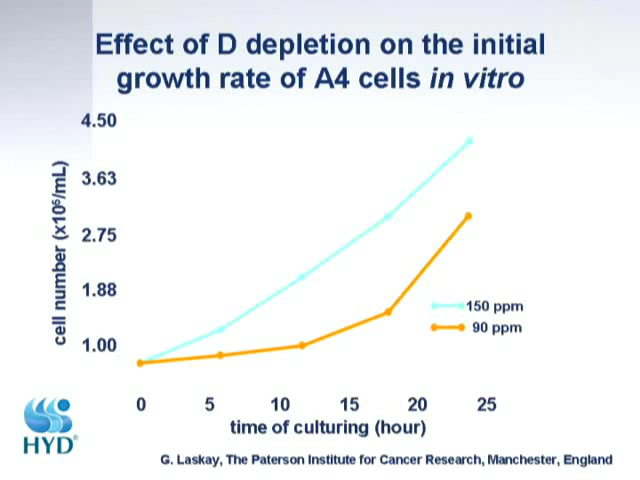 Effect of D depletion on the initial
growth rate of A4 cells in vitro
cell number (x10⁶/mL)
4.50
3.63
2.75
1.88
1.00
150 ppm
90 ppm
0 5 10 15 20 25
time of culturing (hour)
HYD®
G. Laskay, The Paterson Institute for Cancer Research, Manchester, England